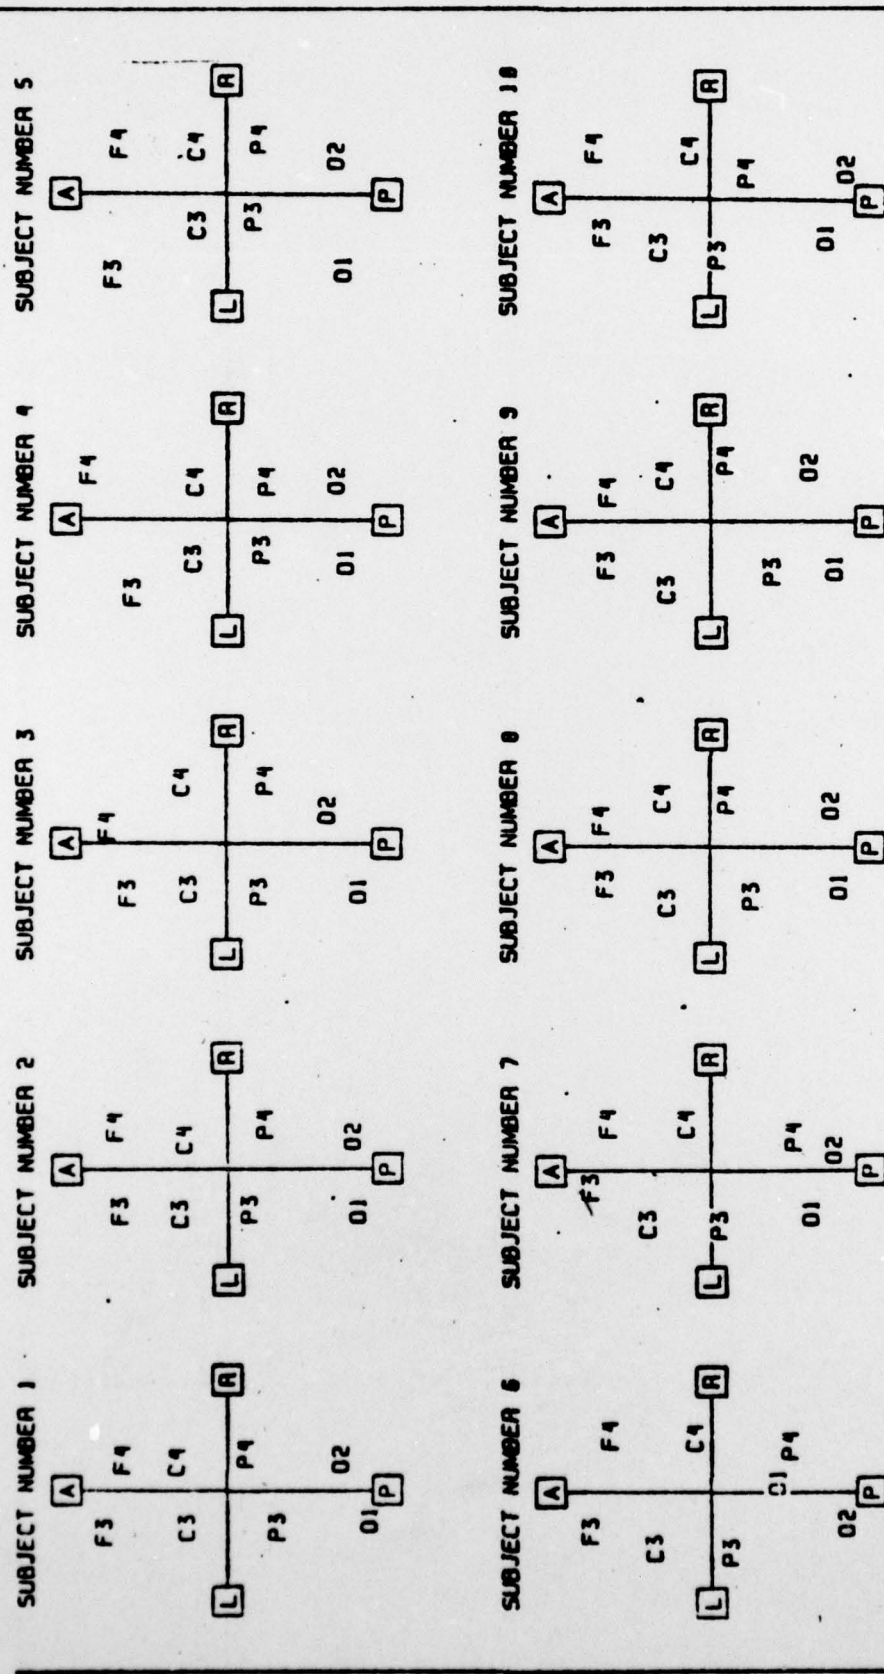 SUBJECT NUMBER 1
A
F3 F4
C3 C4
L R
P3 P4
O1 O2
P
SUBJECT NUMBER 2
A
F3 F4
C3 C4
L R
P3 P4
O1 O2
P
SUBJECT NUMBER 3
A
F3 F4
C3 C4
L R
P3 P4
O1 O2
P
SUBJECT NUMBER 4
A
F3 F4
C3 C4
L R
P3 P4
O1 O2
P
SUBJECT NUMBER 5
A
F3 F4
C3 C4
L R
P3 P4
O1 O2
P
SUBJECT NUMBER 6
A
F3 F4
C3 C4
L R
P3
O1 P4
O2
P
SUBJECT NUMBER 7
A
F3 F4
C3 C4
L P3 R
P4
O1 O2
P
SUBJECT NUMBER 8
A
F3 F4
C3 C4
L R
P3 P4
O1 O2
P
SUBJECT NUMBER 9
A
F3 F4
C3 C4
L R
P4
P3
O1 O2
P
SUBJECT NUMBER 10
A
F3 F4
C3 C4
L P3 R
P4
O1 O2
P